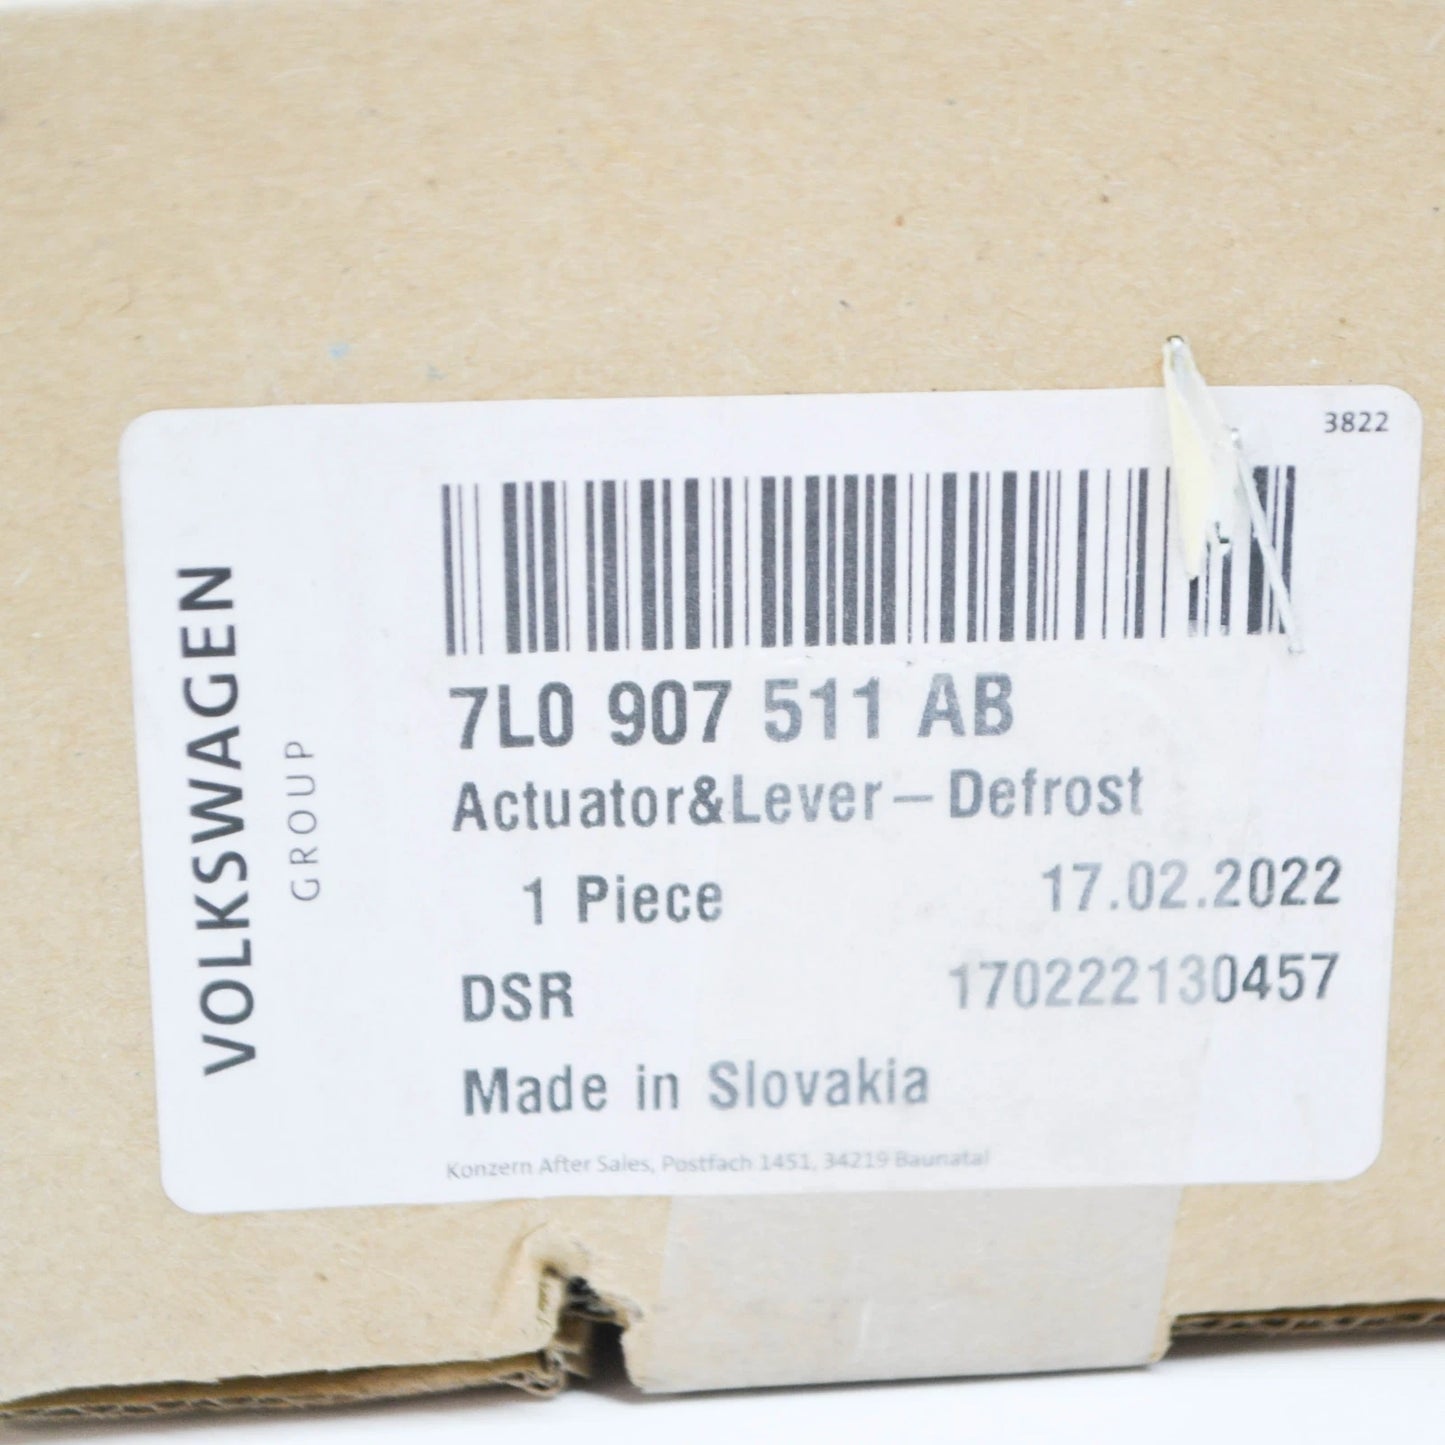 3822
VOLKSWAGEN
GROUP
7L0 907 511 AB
Actuator&Lever–Defrost
1 Piece 17.02.2022
DSR 170222130457
Made in Slovakia
Konzern After Sales, Postfach 1451, 34219 Baunatal